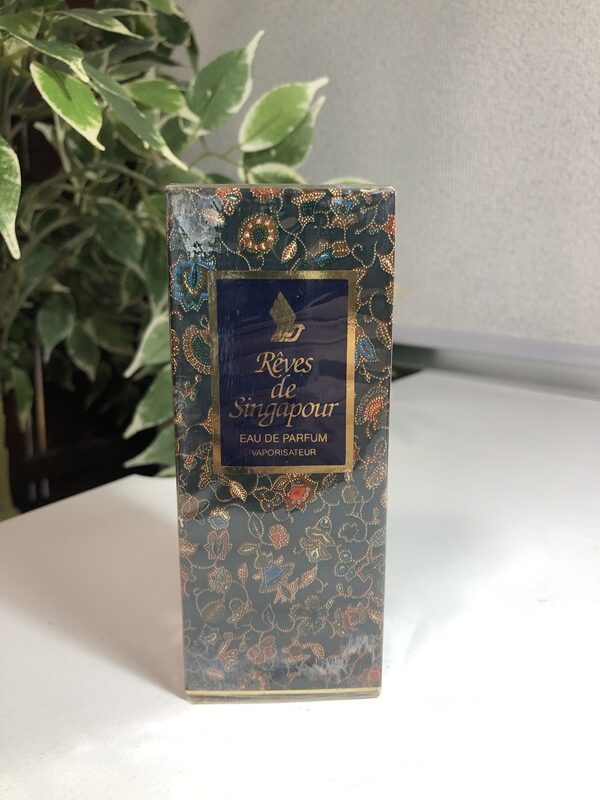 Rêves
de
Singapour
EAU DE PARFUM
VAPORISATEUR